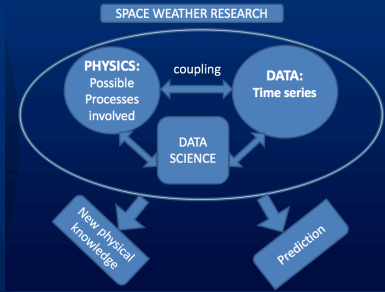 SPACE WEATHER RESEARCH
PHYSICS:
Possible
Processes
involved
coupling
DATA:
Time series
DATA
SCIENCE
New physical
knowledge
Prediction